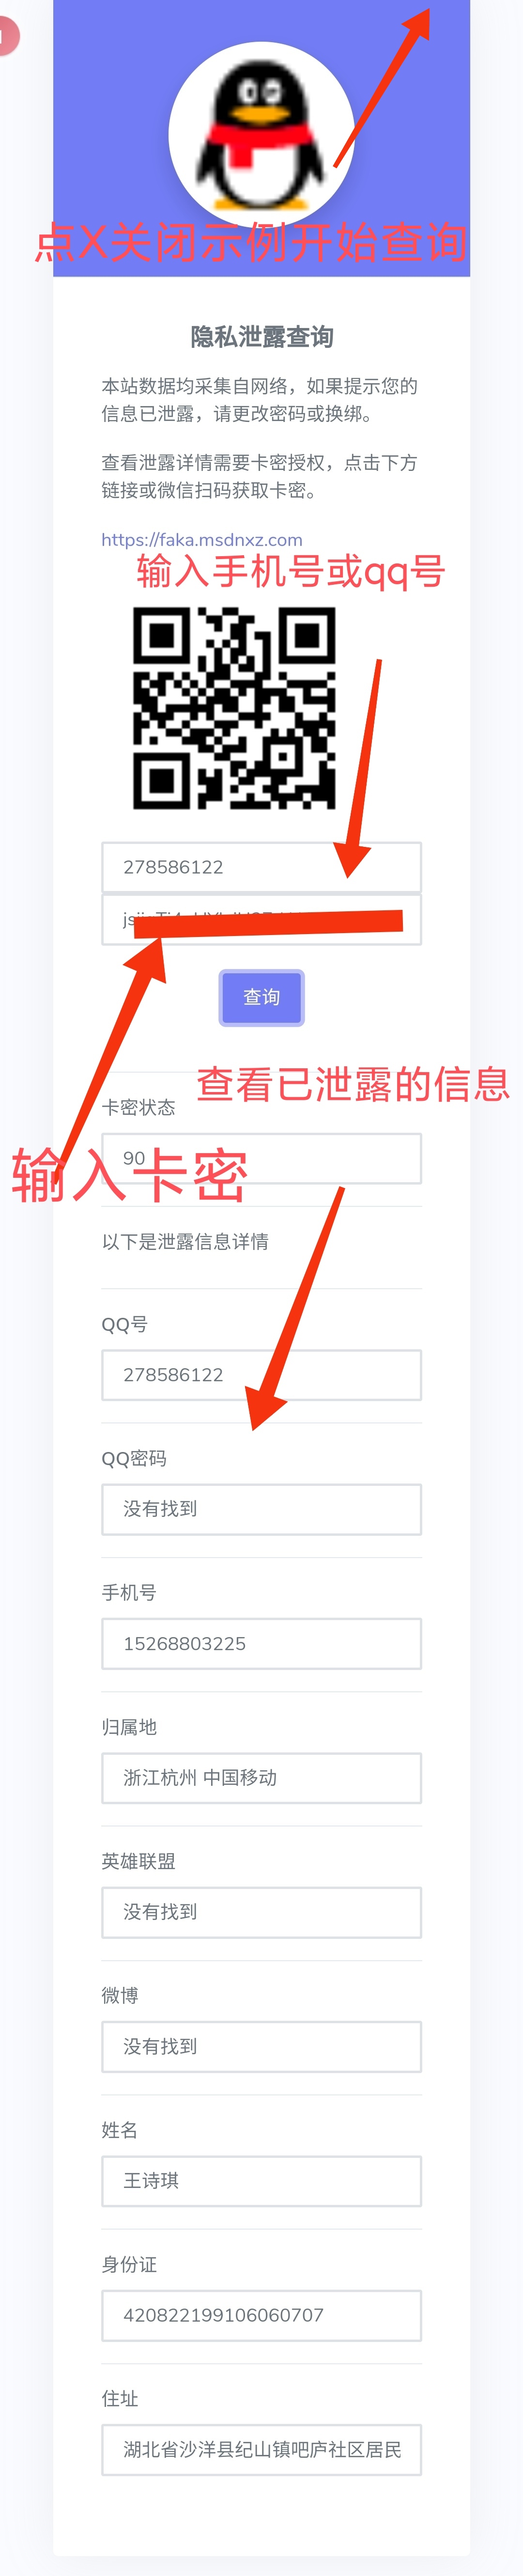 点X关闭示例开始查询
隐私泄露查询
本站数据均采集自网络，如果提示您的
信息已泄露，请更改密码或换绑。
查看泄露详情需要卡密授权，点击下方
链接或微信扫码获取卡密。
https://faka.msdnxz.com
输入手机号或qq号
278586122
查询
查看已泄露的信息
卡密状态
90
输入卡密
以下是泄露信息详情
QQ号
278586122
QQ密码
没有找到
手机号
15268803225
归属地
浙江杭州 中国移动
英雄联盟
没有找到
微博
没有找到
姓名
王诗琪
身份证
420822199106060707
住址
湖北省沙洋县纪山镇吧庐社区居民